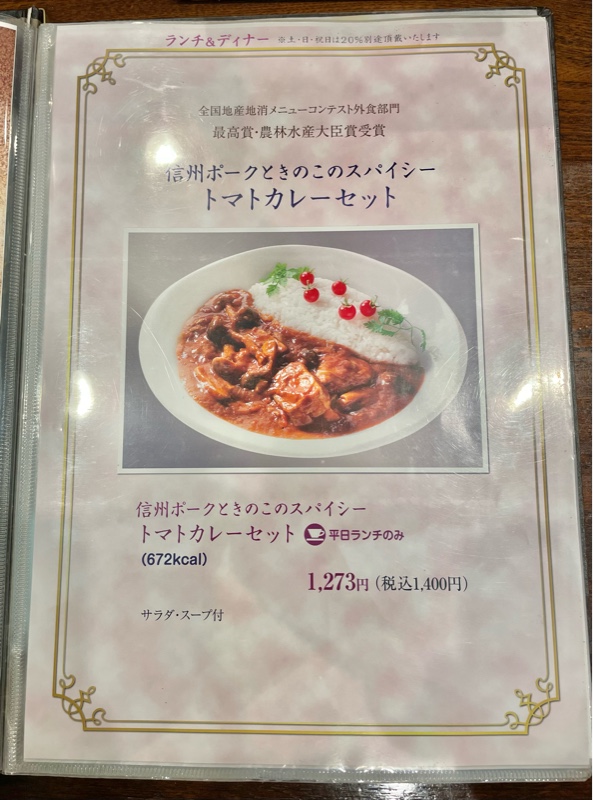 ランチ&ディナー ※土・日・祝日は20%別途頂戴いたします
全国地産地消メニューコンテスト外食部門
最高賞・農林水産大臣賞受賞
信州ポークときのこのスパイシー
トマトカレーセット
信州ポークときのこのスパイシー
トマトカレーセット 平日ランチのみ
(672kcal)
1,273円(税込1,400円)
サラダ・スープ付